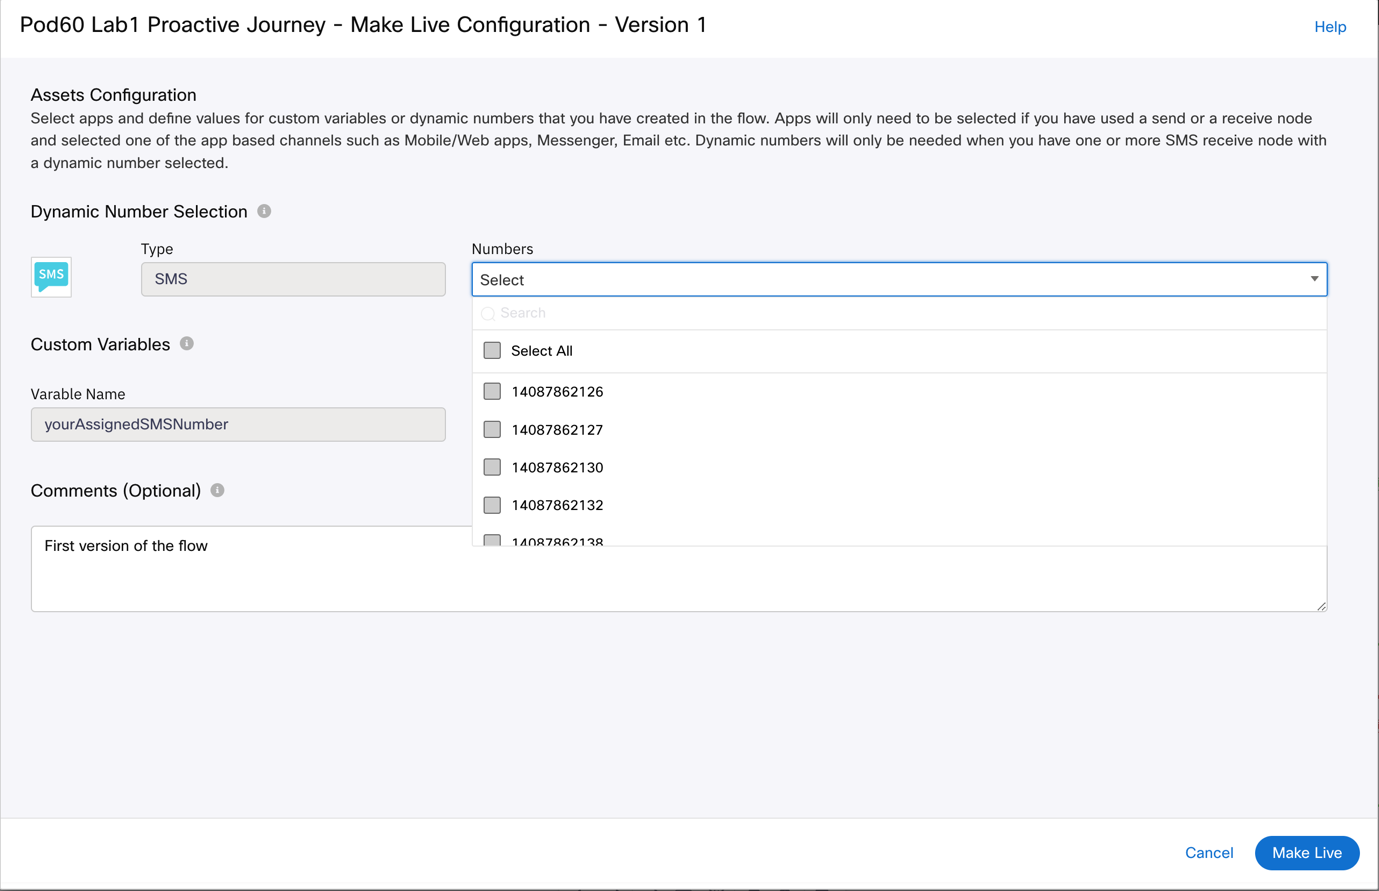 Pod60 Lab1 Proactive Journey - Make Live Configuration - Version 1
Help
Assets Configuration
Select apps and define values for custom variables or dynamic numbers that you have created in the flow. Apps will only need to be selected if you have used a send or a receive node
and selected one of the app based channels such as Mobile/Web apps, Messenger, Email etc. Dynamic numbers will only be needed when you have one or more SMS receive node with
a dynamic number selected.
Dynamic Number Selection
Type
Numbers
SMS
SMS
Select
Search
Select All
14087862126
14087862127
14087862130
14087862132
14087862138
Custom Variables
Varable Name
yourAssignedSMSNumber
Comments (Optional)
First version of the flow
Cancel
Make Live